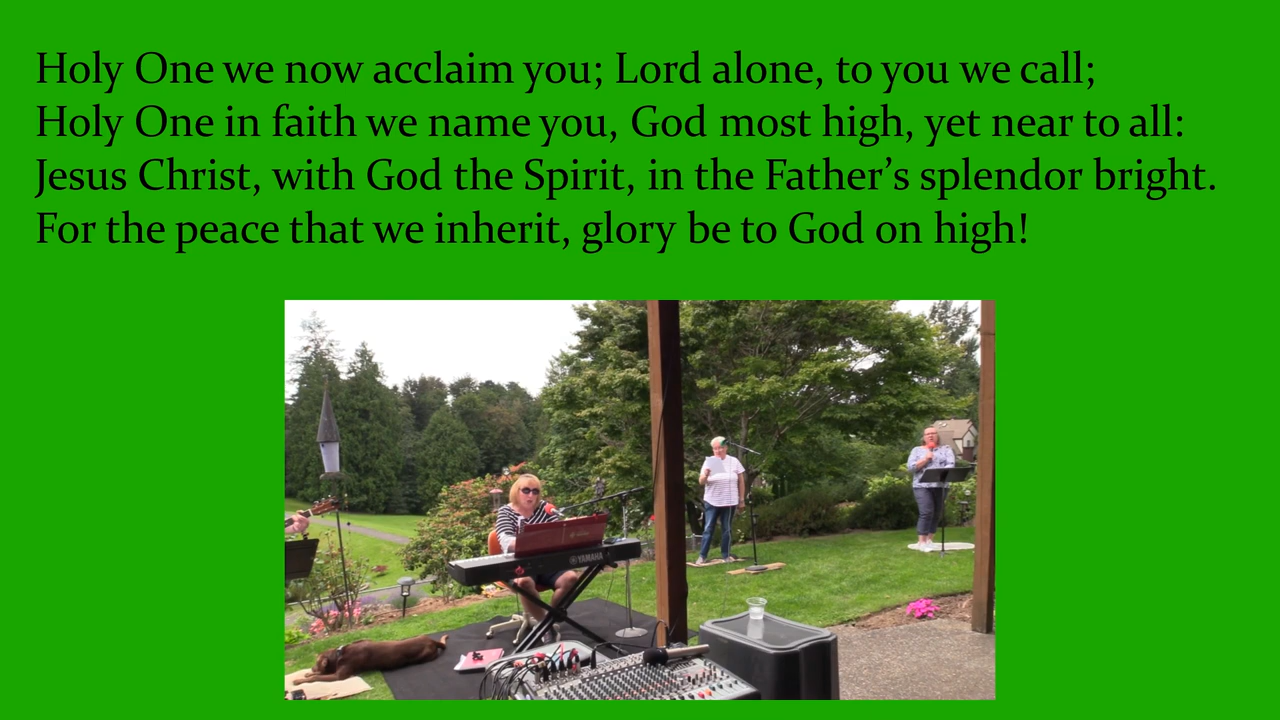 Holy One we now acclaim you; Lord alone, to you we call;
Holy One in faith we name you, God most high, yet near to all:
Jesus Christ, with God the Spirit, in the Father’s splendor bright.
For the peace that we inherit, glory be to God on high!
YAMAHA